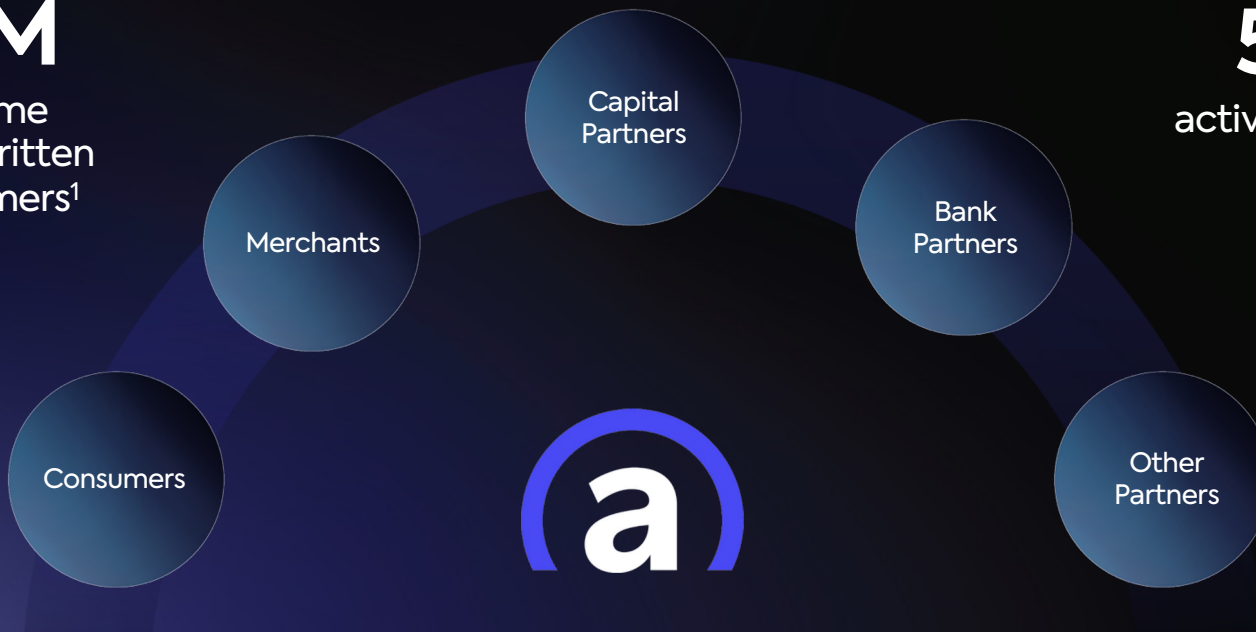 M
me
ritten
ners¹
5
activ
Capital
Partners
Merchants
Bank
Partners
Consumers
Other
Partners
a